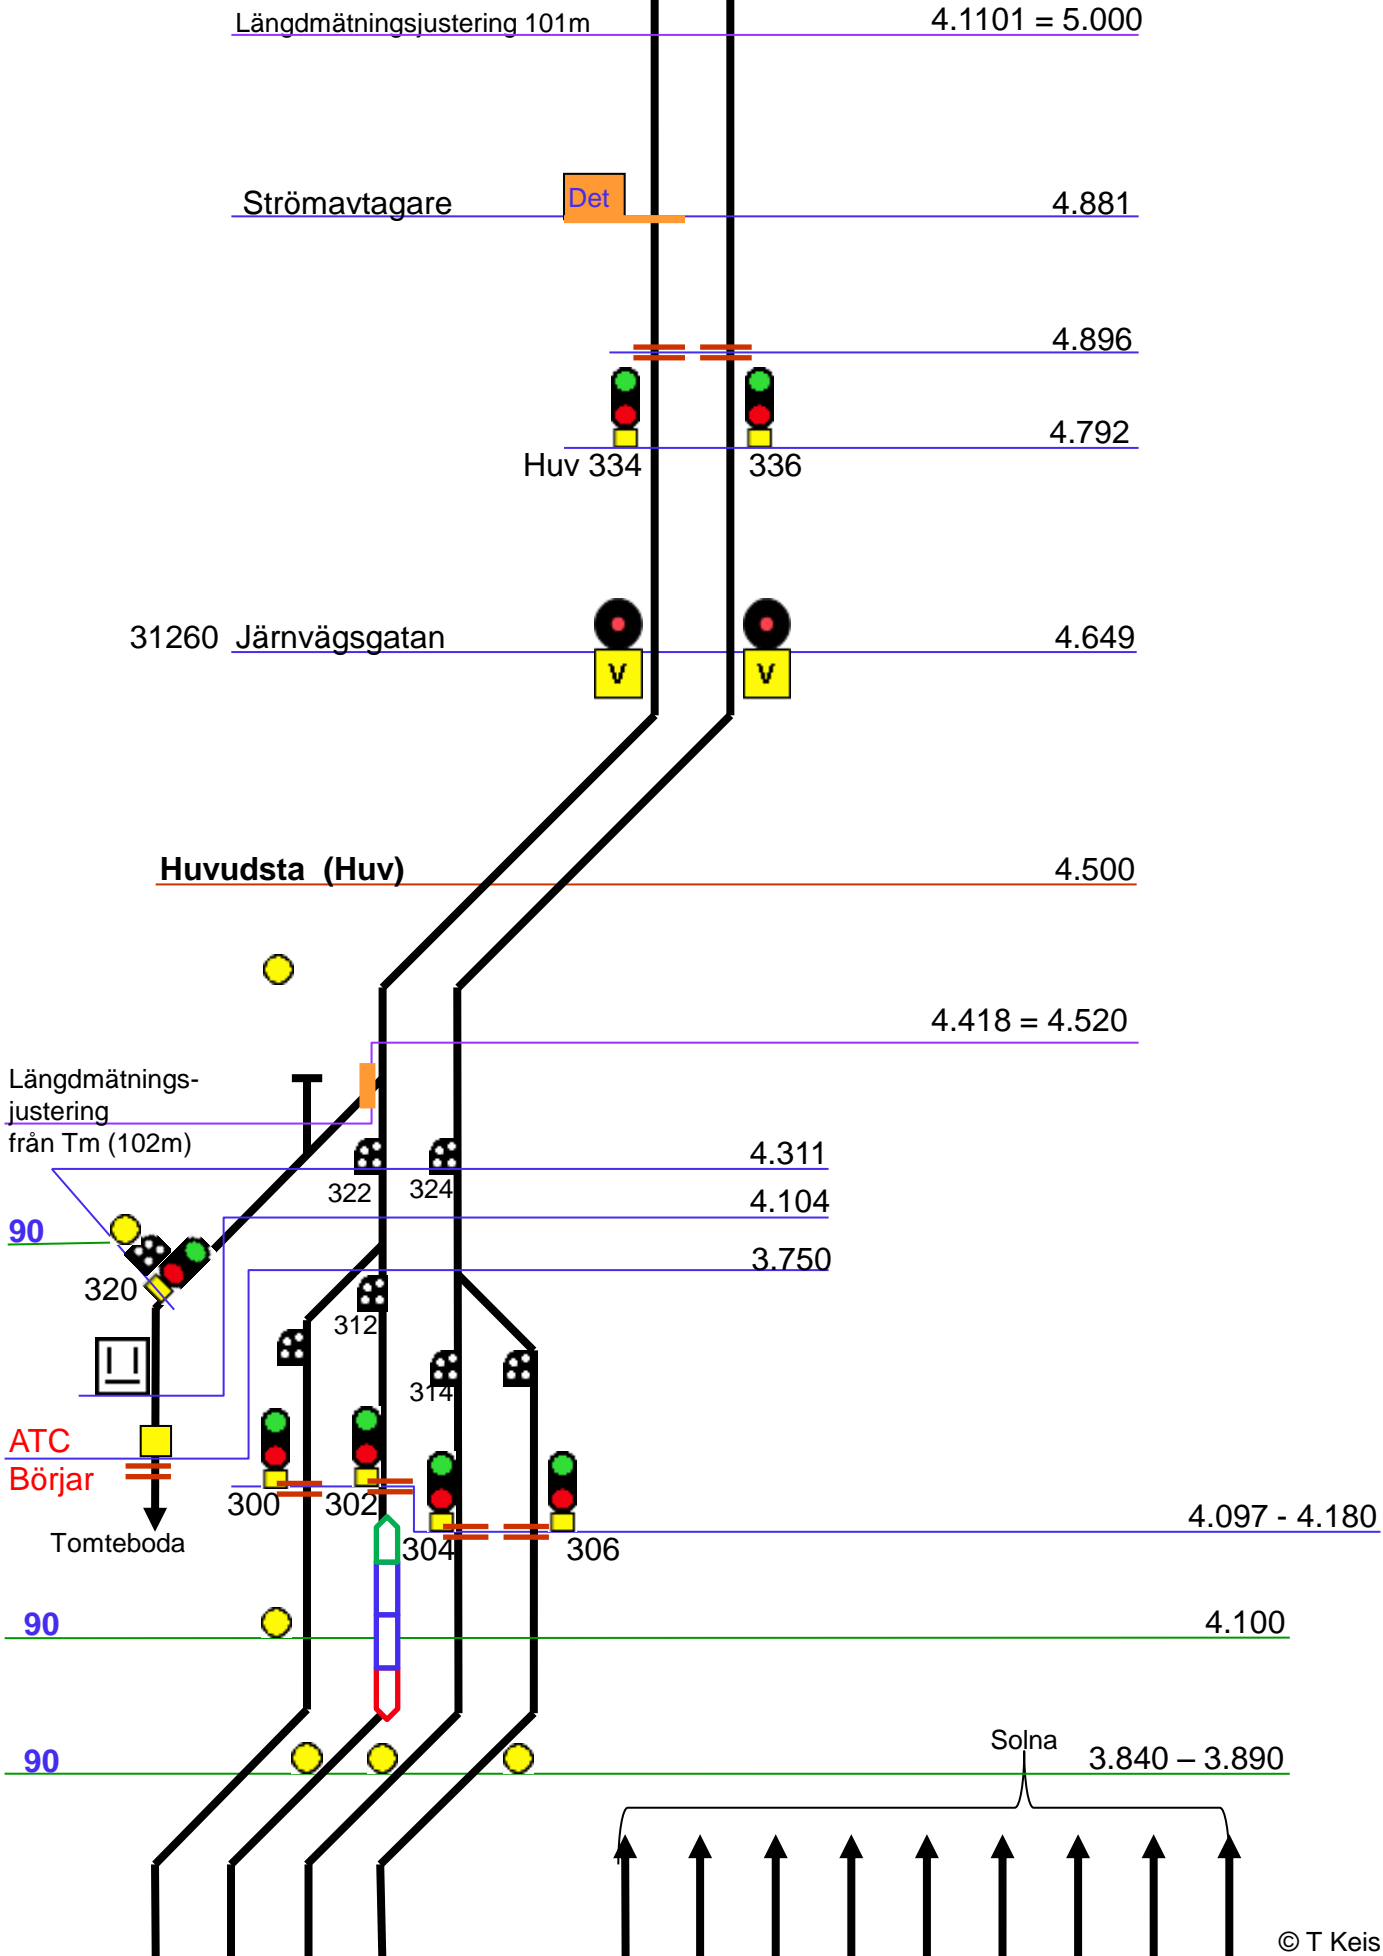 Längdmätningsjustering 101m 4.1101 = 5.000
Strömavtagare Det 4.881
4.896
4.792
Huv 334 336
31260 Järnvägsgatan 4.649
V V
Huvudsta (Huv) 4.500
4.418 = 4.520
Längdmätnings-
justering
från Tm (102m)
4.311
322 324
4.104
90
3.750
320
312
314
ATC
Börjar
300 302
4.097 - 4.180
Tomteboda
304 306
90 4.100
Solna
90 3.840 – 3.890
© T Keis